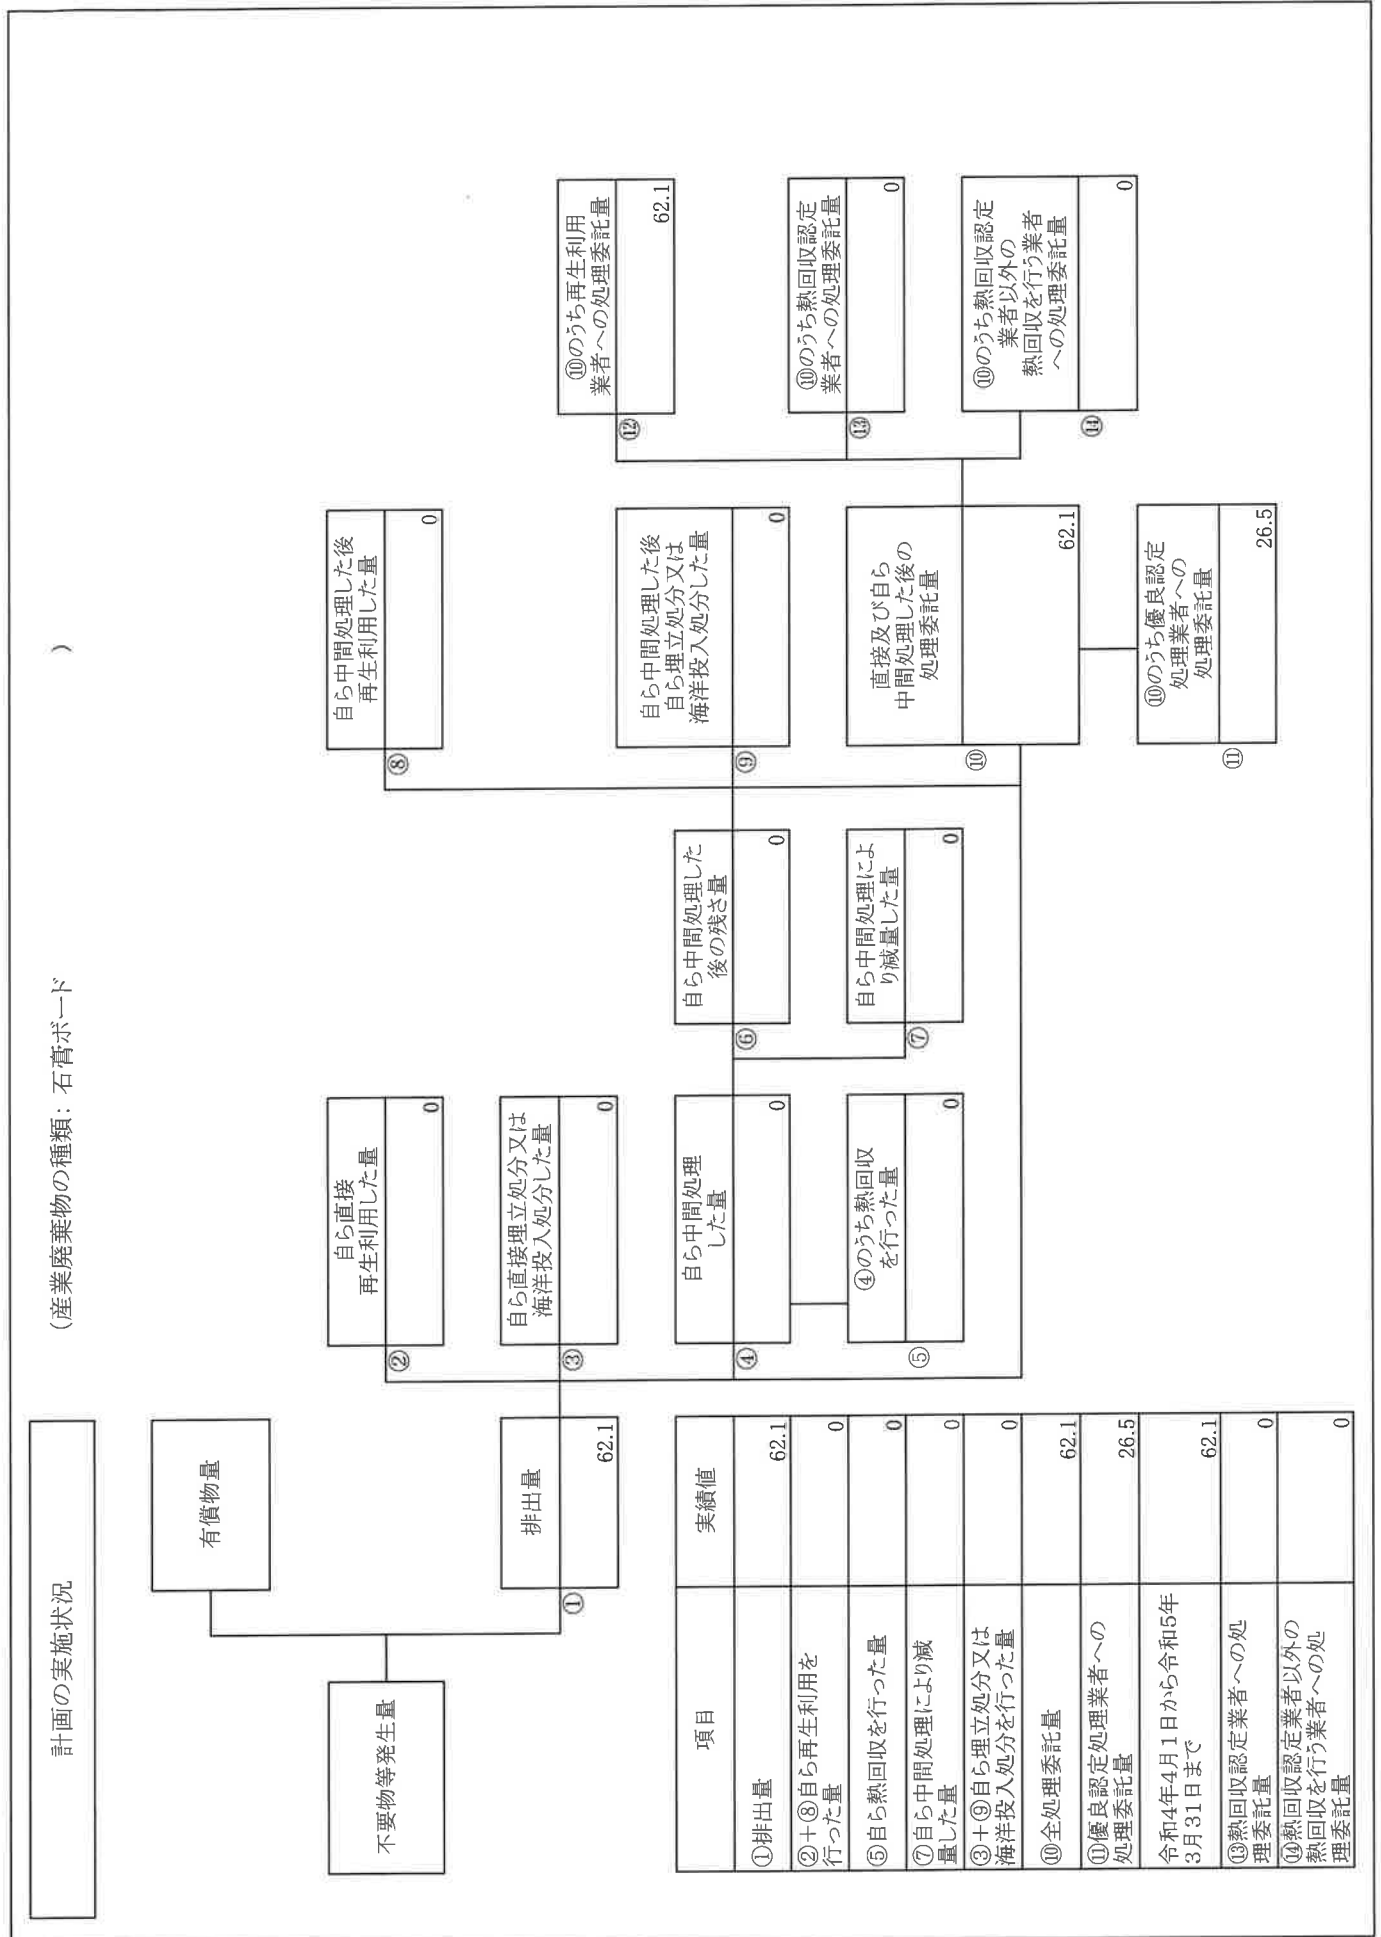 計画の実施状況
(産業廃棄物の種類：石膏ボード
)
不要物等発生量
有償物量
①
排出量
62.1
②
自ら直接
再生利用した量
0
③
自ら直接埋立処分又は
海洋投入処分した量
0
④
自ら中間処理
した量
0
⑤
④のうち熱回収
を行った量
0
⑥
自ら中間処理した
後の残さ量
0
⑦
自ら中間処理によ
り減量した量
0
⑧
自ら中間処理した後
再生利用した量
0
⑨
自ら中間処理した後
自ら埋立処分又は
海洋投入処分した量
0
⑩
直接及び自ら
中間処理した後の
処理委託量
62.1
⑪
⑩のうち優良認定
処理業者への
処理委託量
26.5
⑫
⑩のうち再生利用
業者への処理委託量
62.1
⑬
⑩のうち熱回収認定
業者への処理委託量
0
⑭
⑩のうち熱回収認定
業者以外の
熱回収を行う業者
への処理委託量
0
項目 実績値
①排出量 62.1
②+⑧自ら再生利用を
行った量 0
⑤自ら熱回収を行った量 0
⑦自ら中間処理により減
量した量 0
③+⑨自ら埋立処分又は
海洋投入処分を行った量 0
⑩全処理委託量 62.1
⑪優良認定処理業者への
処理委託量 26.5
令和4年4月1日から令和5年
3月31日まで 62.1
⑬熱回収認定業者への処
理委託量 0
⑭熱回収認定業者以外の
熱回収を行う業者への処
理委託量 0